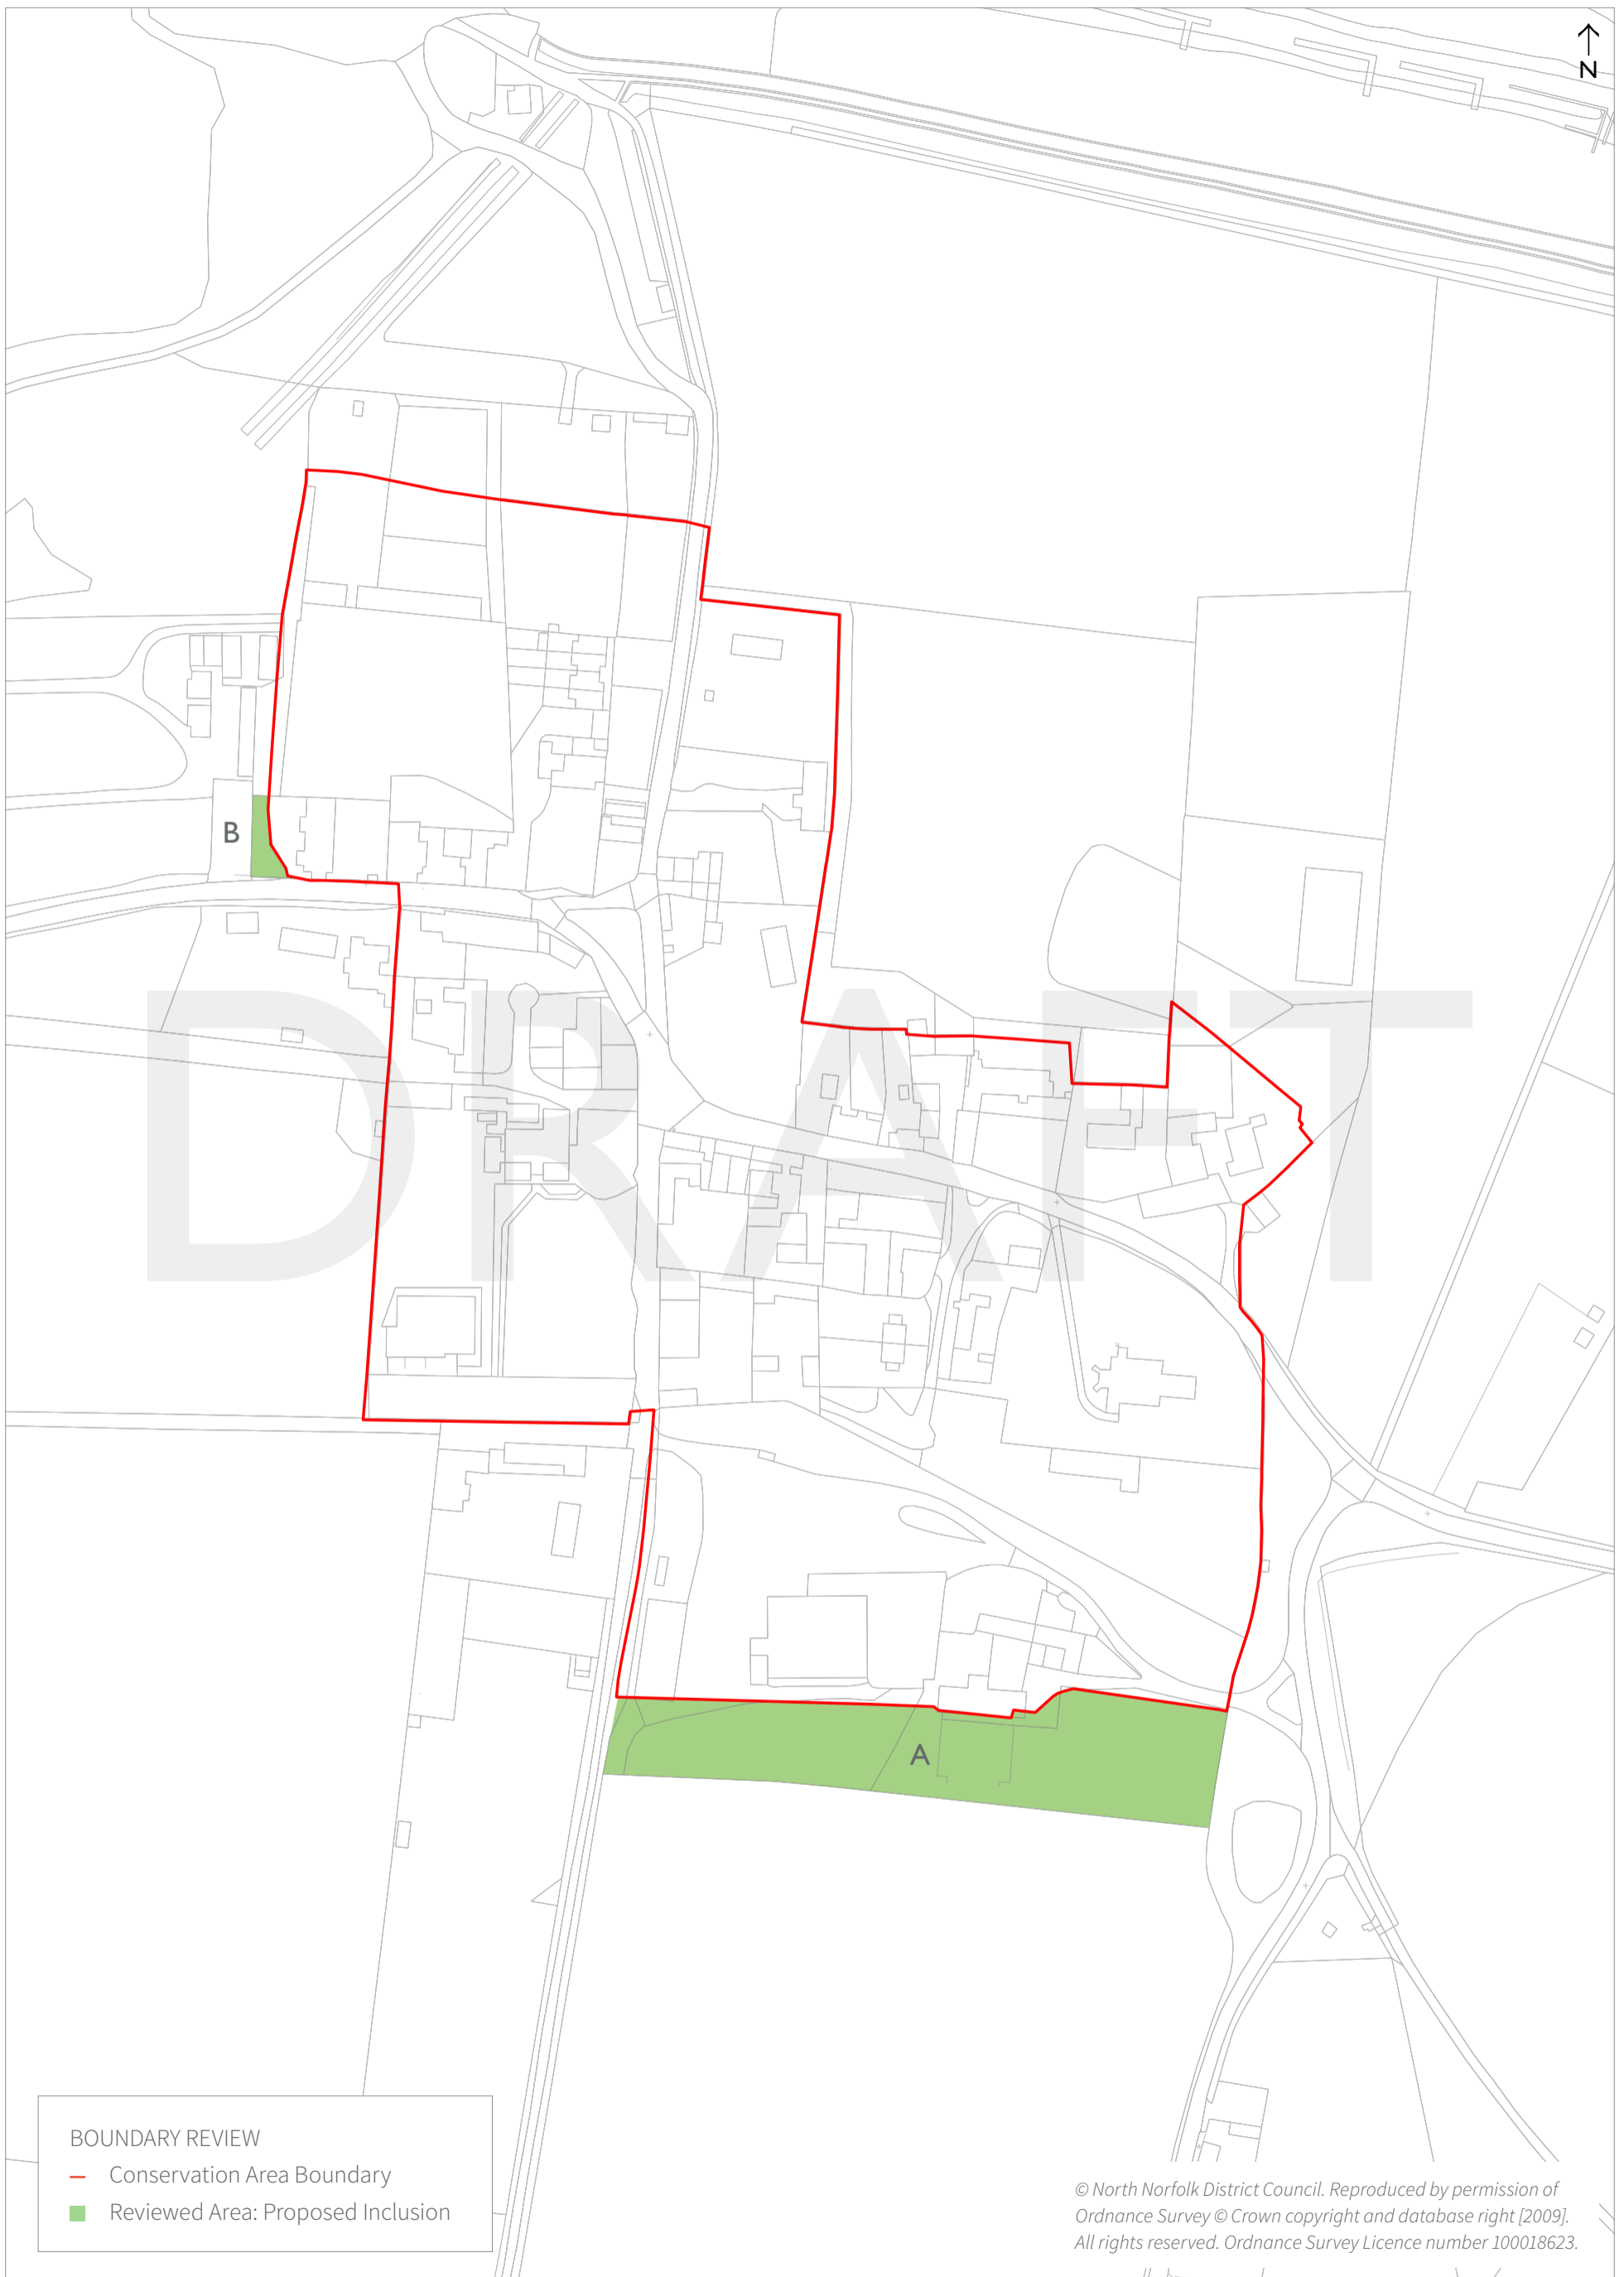 N
B
DRAFT
A
BOUNDARY REVIEW
Conservation Area Boundary
Reviewed Area: Proposed Inclusion
© North Norfolk District Council. Reproduced by permission of
Ordnance Survey © Crown copyright and database right [2009].
All rights reserved. Ordnance Survey Licence number 100018623.